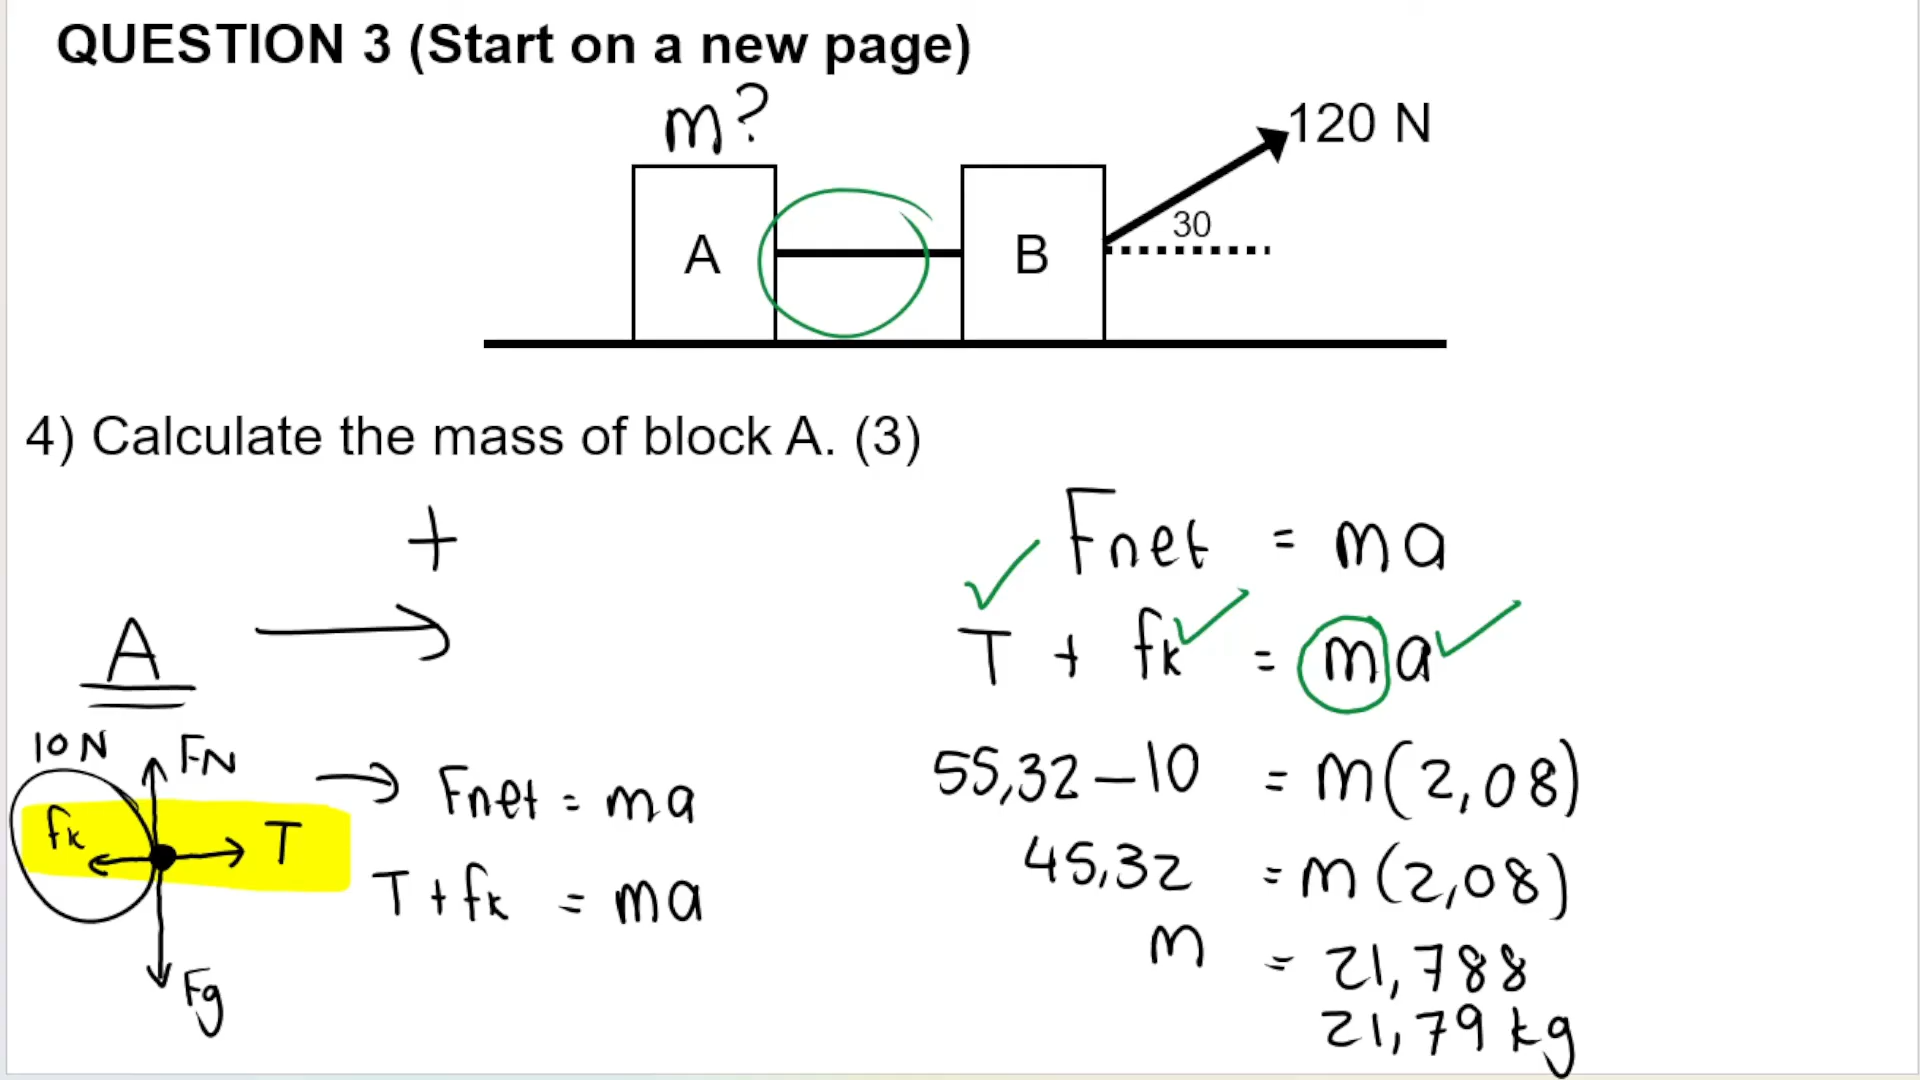 QUESTION 3 (Start on a new page)
m?
120 N
30
A
B
4) Calculate the mass of block A. (3)
+
A
10 N
FN
fk
T
Fg
Fnet = ma
T + fk = ma
Fnet = ma
T + fk = ma
55,32 – 10 = m(2,08)
45,32 = m(2,08)
m = 21,788
21,79 kg